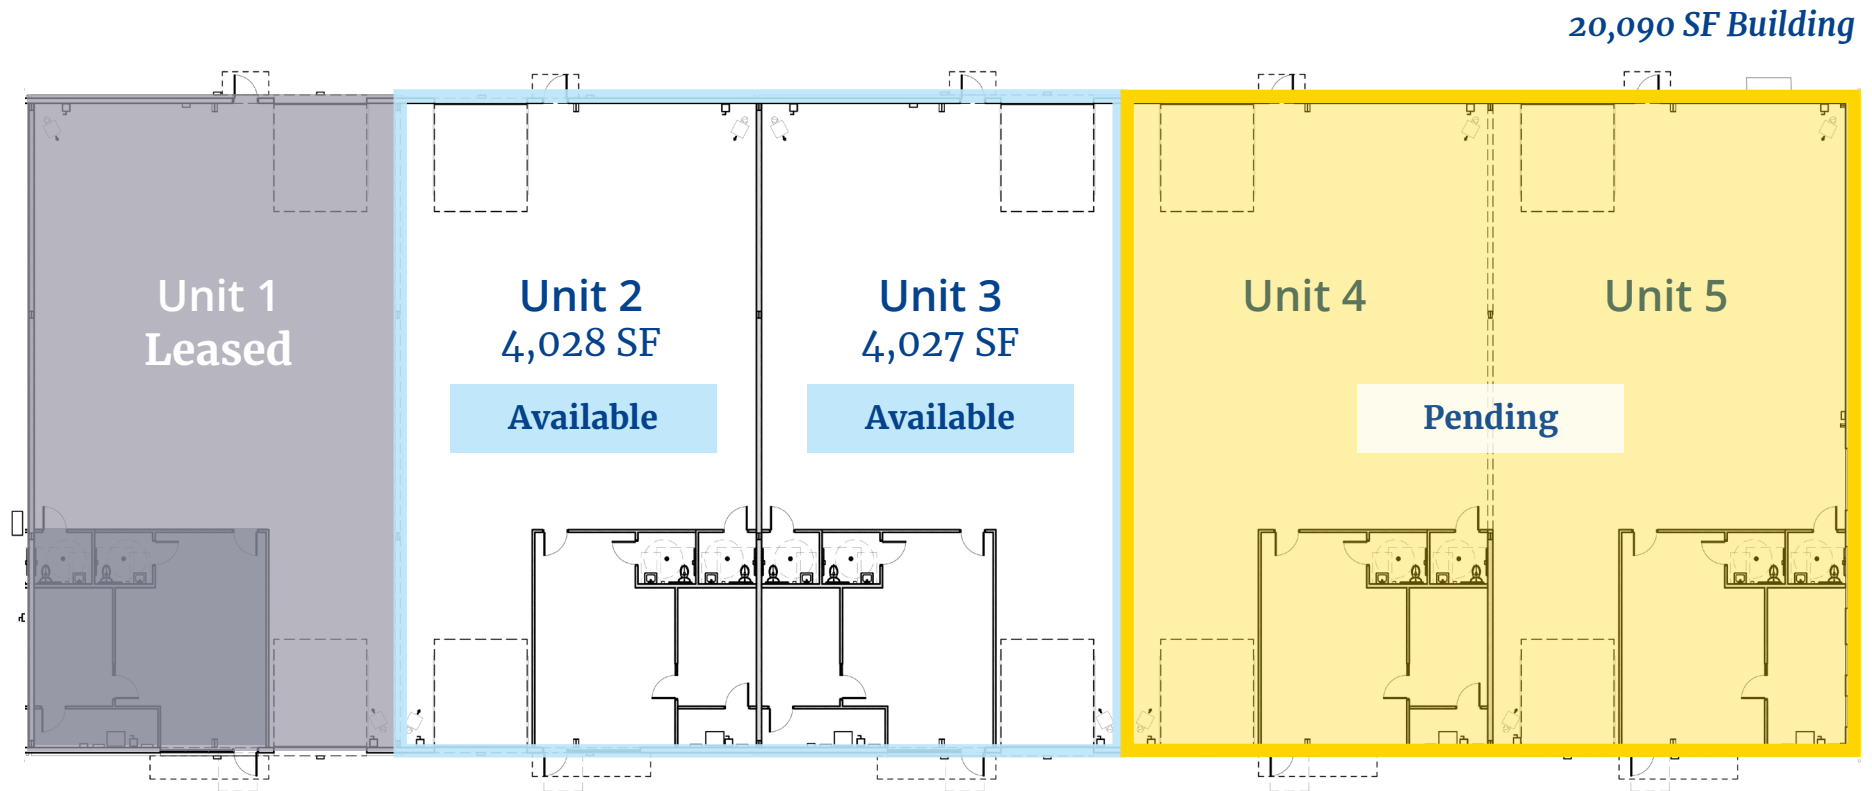 20,090 SF Building
Unit 1
Leased
Unit 2
4,028 SF
Available
Unit 3
4,027 SF
Available
Unit 4
Unit 5
Pending